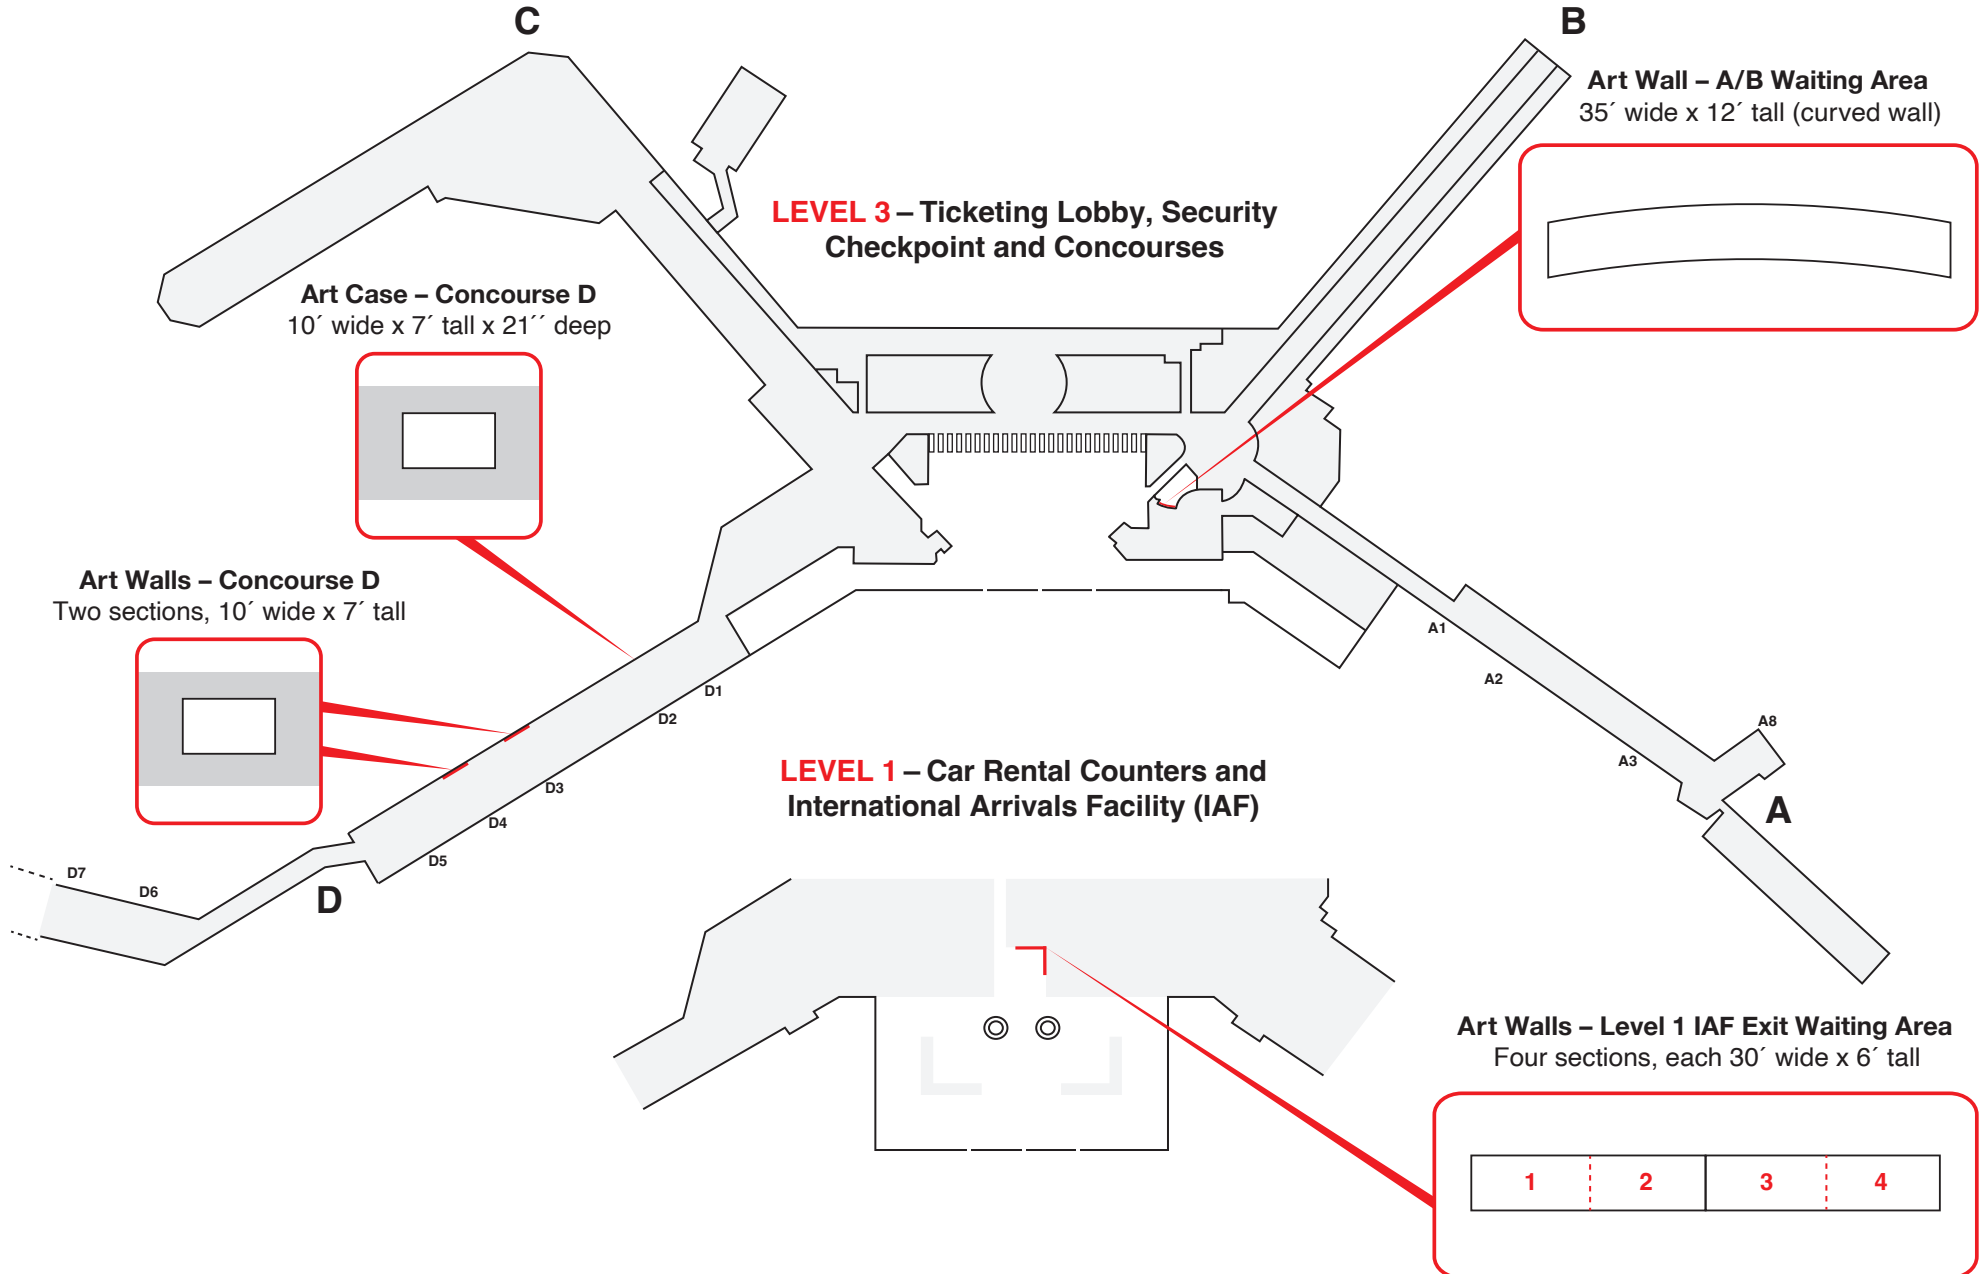 C
B
Art Wall – A/B Waiting Area
35´ wide x 12´ tall (curved wall)
LEVEL 3 – Ticketing Lobby, Security
Checkpoint and Concourses
Art Case – Concourse D
10´ wide x 7´ tall x 21´´ deep
Art Walls – Concourse D
Two sections, 10´ wide x 7´ tall
A1
A2
A3
A8
A
D1
D2
D3
D4
D5
D6
D7
D
LEVEL 1 – Car Rental Counters and
International Arrivals Facility (IAF)
Art Walls – Level 1 IAF Exit Waiting Area
Four sections, each 30´ wide x 6´ tall
1 2 3 4